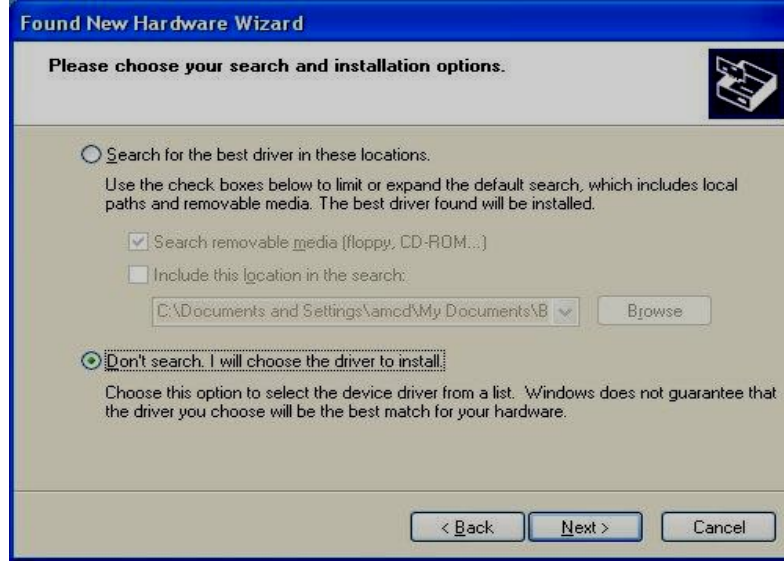 Found New Hardware Wizard
Please choose your search and installation options.
Search for the best driver in these locations.
Use the check boxes below to limit or expand the default search, which includes local
paths and removable media. The best driver found will be installed.
Search removable media (floppy, CD-ROM...)
Include this location in the search:
C:\Documents and Settings\amcd\My Documents\B
Browse
Don't search. I will choose the driver to install.
Choose this option to select the device driver from a list. Windows does not guarantee that
the driver you choose will be the best match for your hardware.
< Back
Next >
Cancel